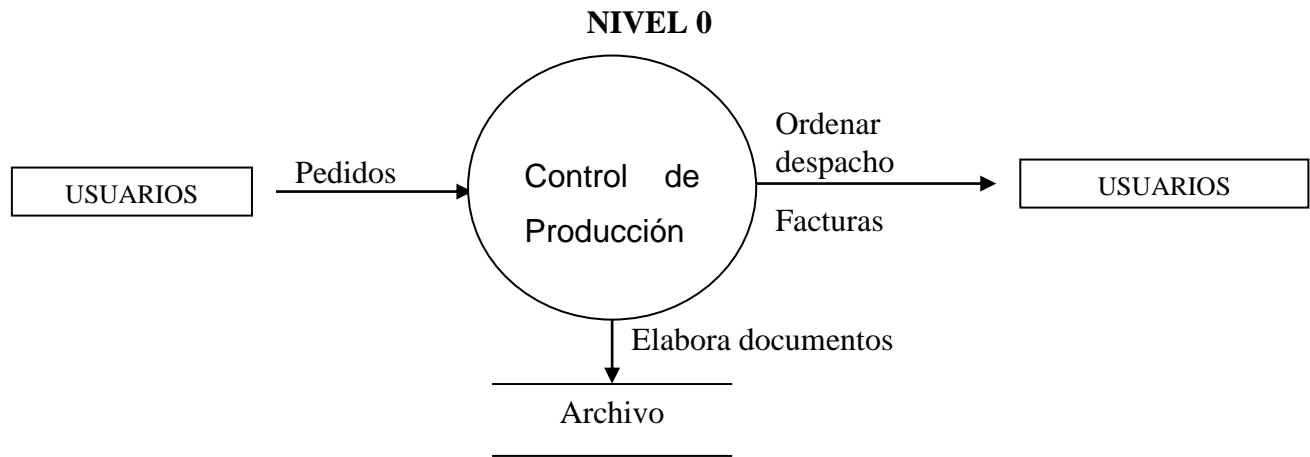 NIVEL 0
USUARIOS
Pedidos
Control de
Producción
Ordenar
despacho
Facturas
USUARIOS
Elabora documentos
Archivo